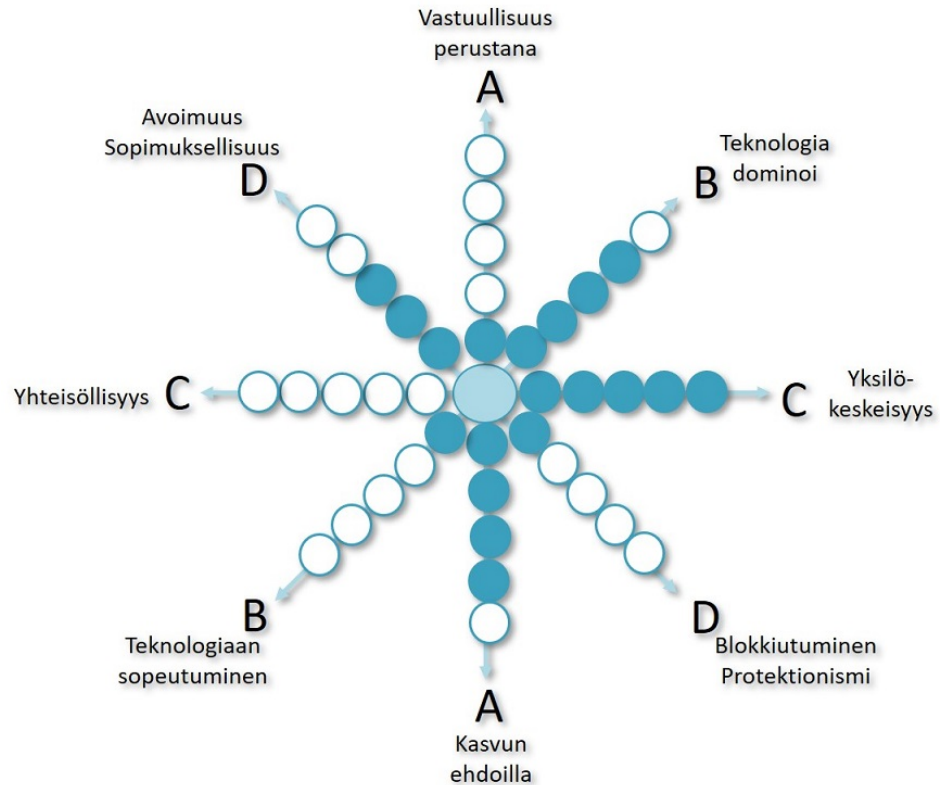 Vastuullisuus
perustana
A
Avoimuus
Sopimuksellisuus
D
Teknologia
dominoi
B
Yhteisöllisyys
C
C
Yksilö-
keskeisyys
B
Teknologiaan
sopeutuminen
D
Blokkiutuminen
Protektionismi
A
Kasvun
ehdoilla